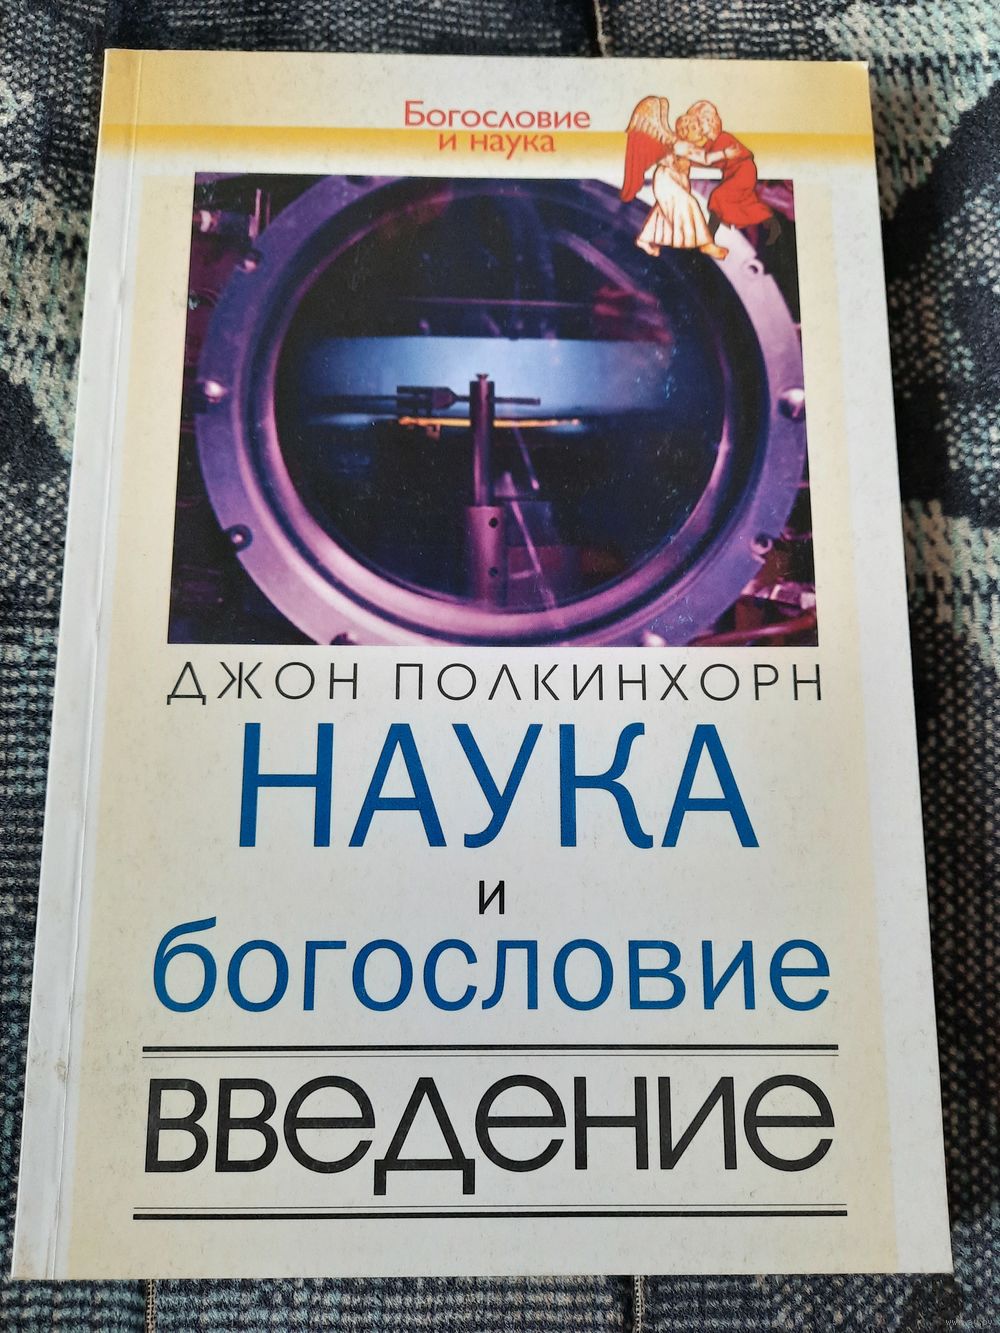 Богословие
и наука
ДЖОН ПОЛКИНХОРН
НАУКА
и
богословие
введение